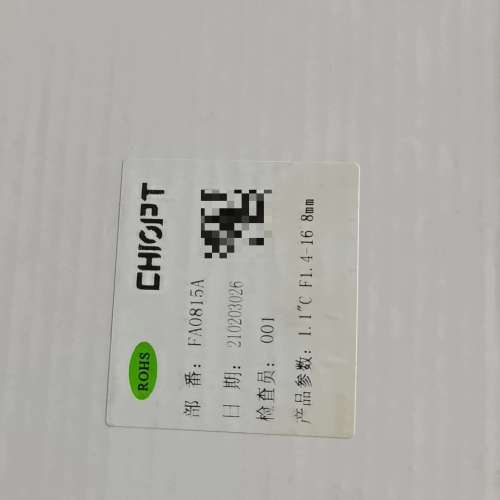 CHIOPT
ROHS
部 番: FA0815A
日 期: 210203026
检查员: 001
产品参数: 1.1"C F1.4-16 8mm